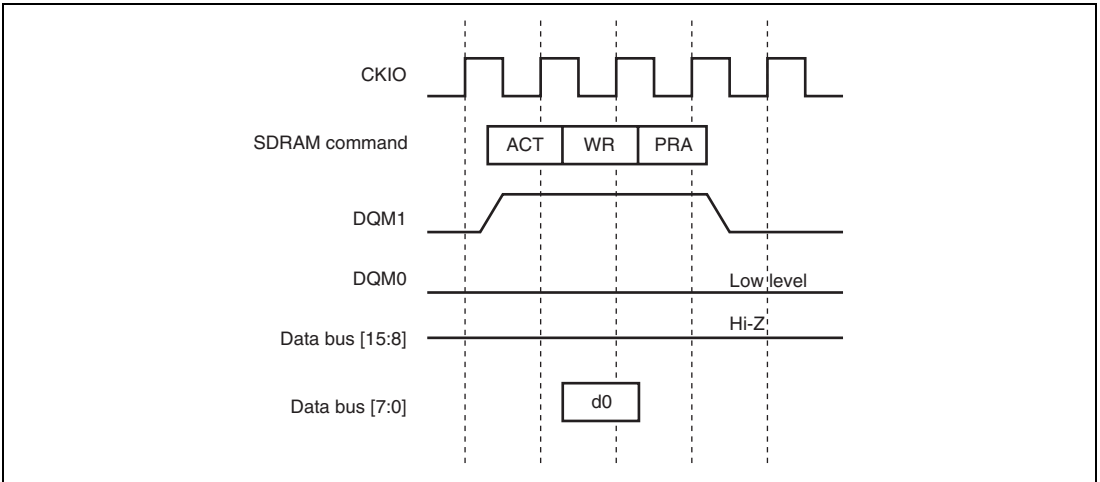 CKIO
SDRAM command
ACT WR PRA
DQM1
DQM0
Low level
Hi-Z
Data bus [15:8]
Data bus [7:0]
d0